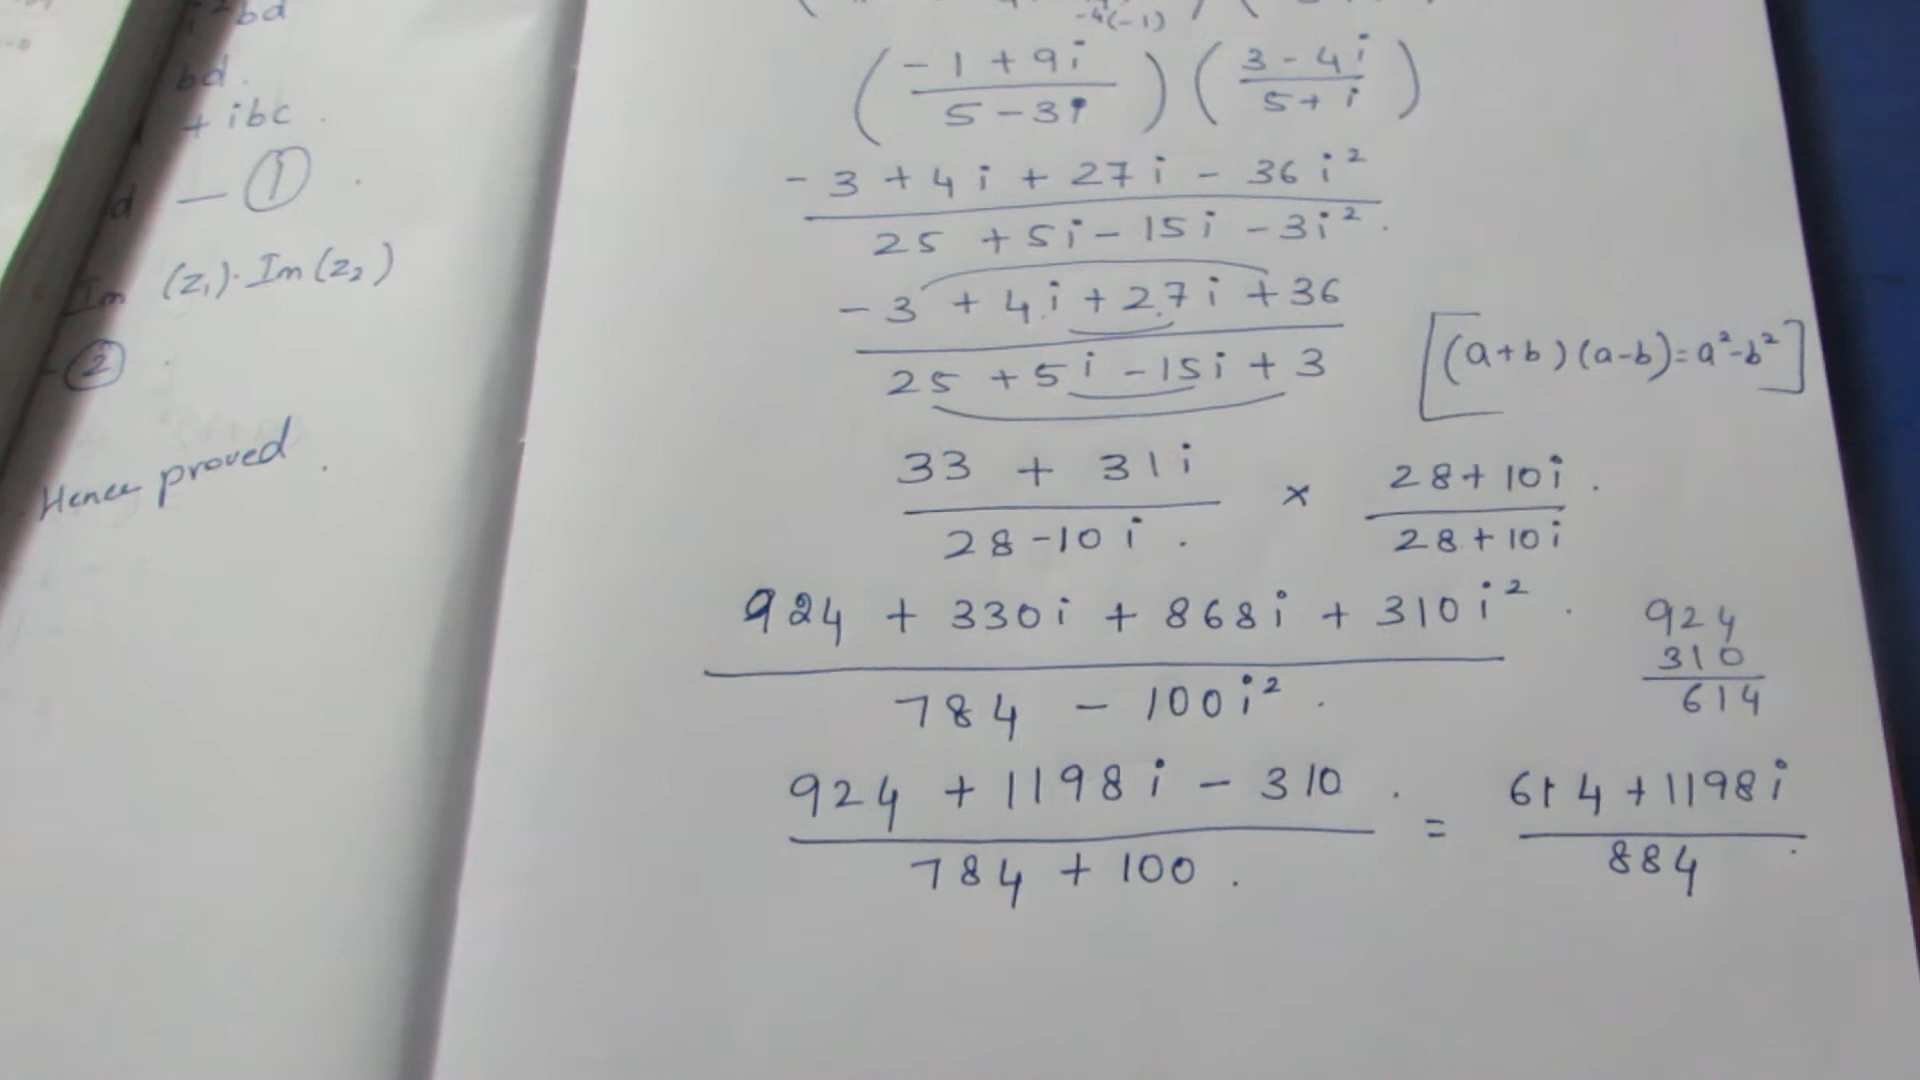 i²bd
bd.
+ ibc.
d — ①
Im (z₁)·Im(z₂)
②
Hence proved.
-4(-1)
(-1+9i / 5-3i) (3-4i / 5+i)
-3+4i+27i-36i²
25+5i-15i-3i².
-3+4i+27i+36
25+5i-15i+3
[(a+b)(a-b)=a²-b²]
33+31i / 28-10i. × 28+10i / 28+10i.
924+330i+868i+310i².
784-100i².
924
310
614
924+1198i-310 / 784+100. = 614+1198i / 884.